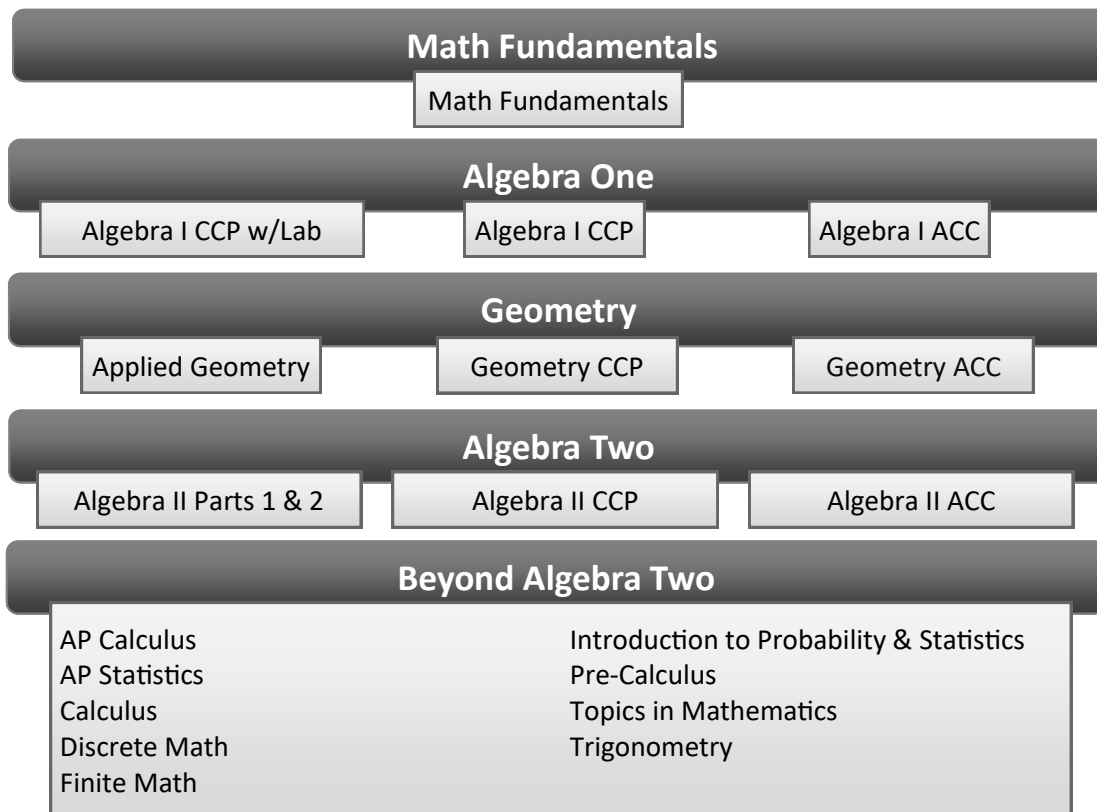 Math Fundamentals
Math Fundamentals
Algebra One
Algebra I CCP w/Lab
Algebra I CCP
Algebra I ACC
Geometry
Applied Geometry
Geometry CCP
Geometry ACC
Algebra Two
Algebra II Parts 1 & 2
Algebra II CCP
Algebra II ACC
Beyond Algebra Two
AP Calculus
AP Statistics
Calculus
Discrete Math
Finite Math
Introduction to Probability & Statistics
Pre-Calculus
Topics in Mathematics
Trigonometry